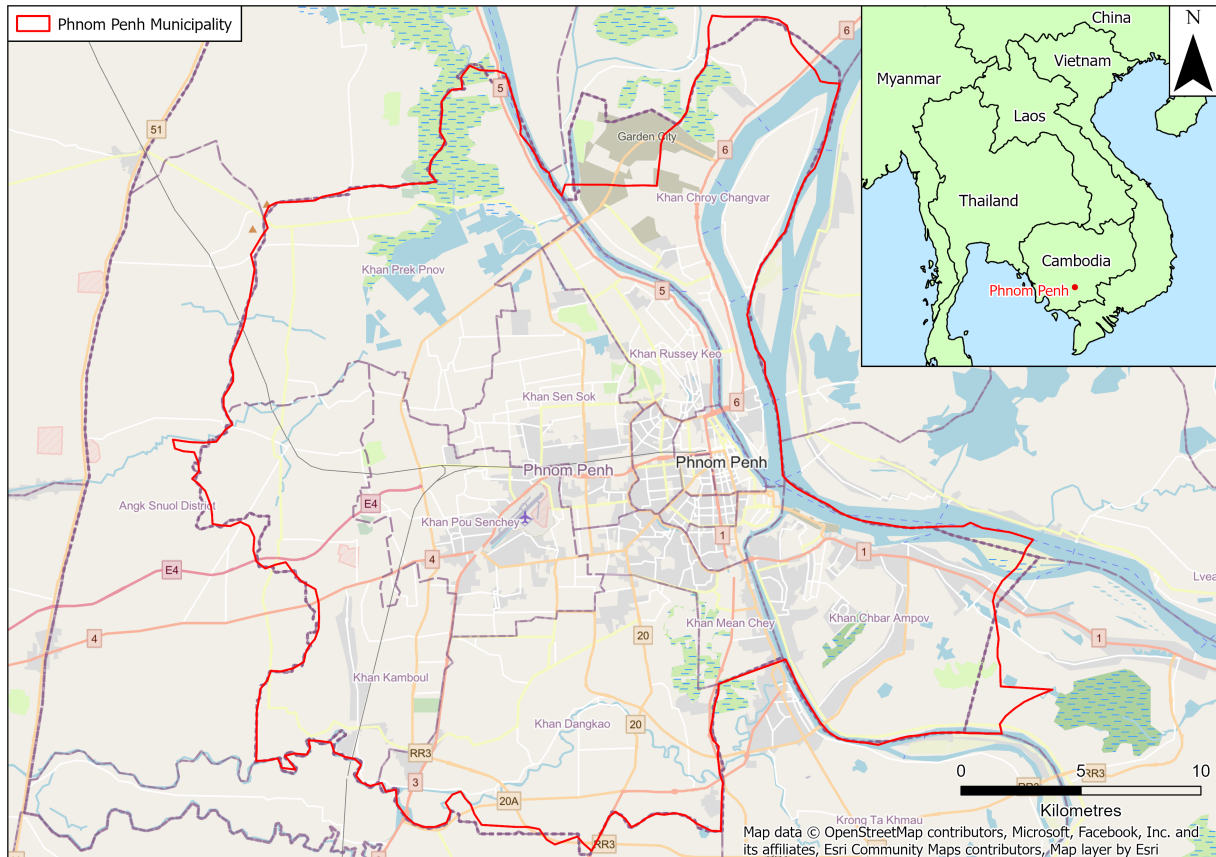 Phnom Penh Municipality
China
N
Myanmar
Vietnam
Laos
Thailand
Cambodia
Phnom Penh
6
5
51
Garden City
6
Khan Chroy Changvar
Khan Prek Pnov
5
Khan Russey Keo
Khan Sen Sok
6
Phnom Penh
Phnom Penh
E4
Angk Snuol District
Khan Pou Senchey
1
4
1
E4
Khan Mean Chey
Khan Chbar Ampov
20
4
1
Khan Kamboul
Khan Dangkao
20
RR3
3
20A
RR3
RR3
Krong Ta Khmau
0 5 10
Kilometres
Map data © OpenStreetMap contributors, Microsoft, Facebook, Inc. and
its affiliates, Esri Community Maps contributors, Map layer by Esri